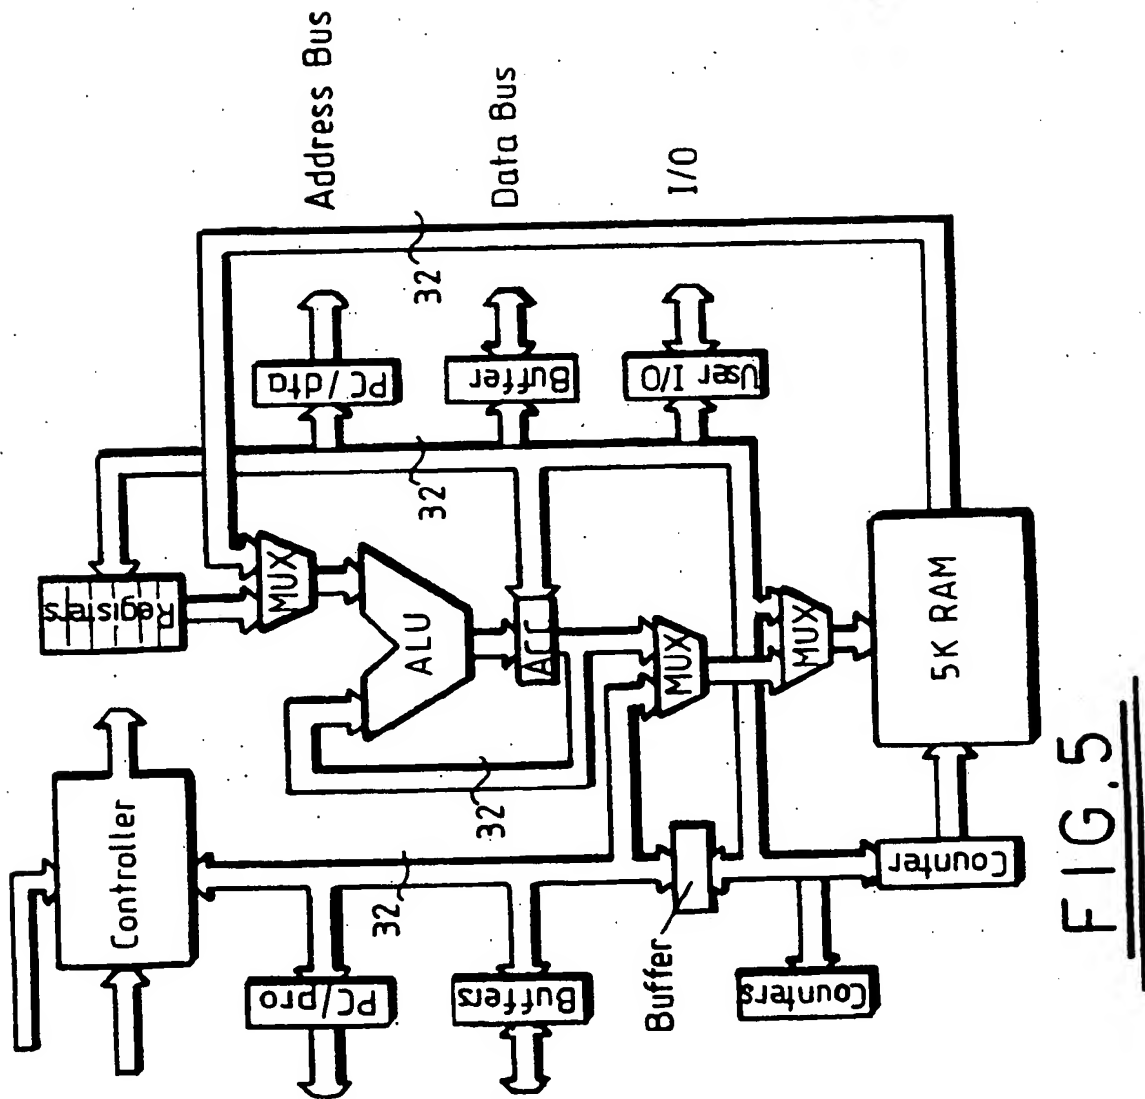 Address Bus
Data Bus
I/O
32
PC/dta
Buffer
User I/O
32
Registers
MUX
ALU
ACC
MUX
MUX
5K RAM
32
Controller
32
PC/pro
Buffers
Buffer
Counters
Counter
FIG.5